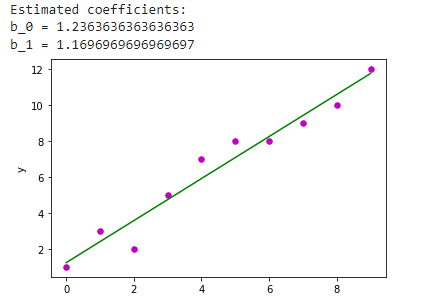 Estimated coefficients:
b_0 = 1.2363636363636363
b_1 = 1.1696969696969697
12
10
8
6
4
2
y
0 2 4 6 8